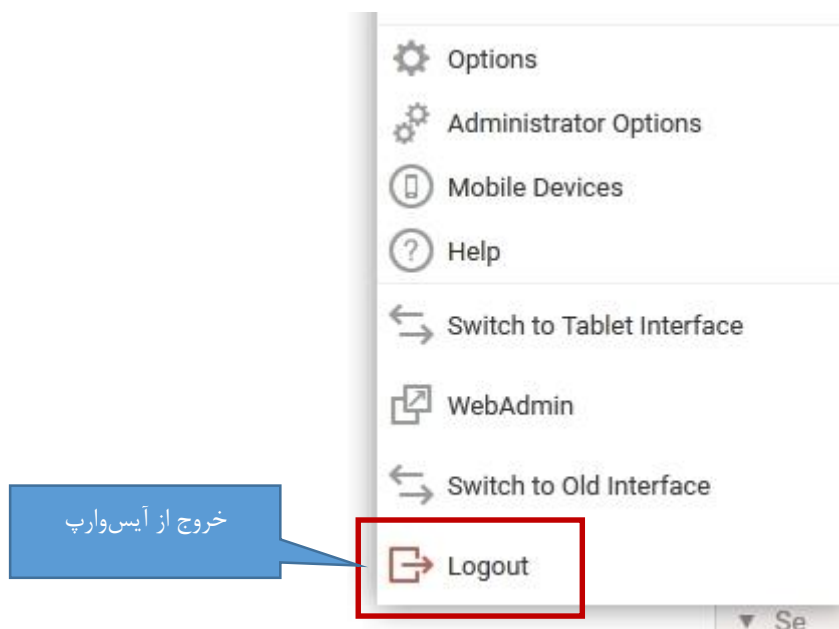 Options
Administrator Options
Mobile Devices
Help
Switch to Tablet Interface
WebAdmin
Switch to Old Interface
خروج از آیس‌وارپ
Logout
▼ Se